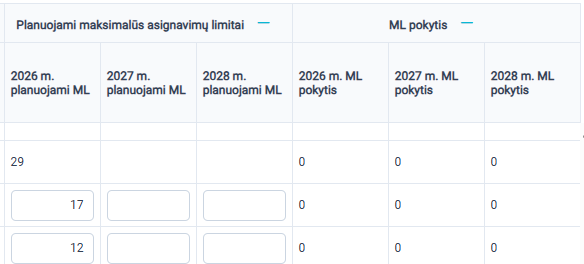 Planuojami maksimalūs asignavimų limitai — ML pokytis —
2026 m. planuojami ML 2027 m. planuojami ML 2028 m. planuojami ML 2026 m. ML pokytis 2027 m. ML pokytis 2028 m. ML pokytis
29 0 0 0
17 0 0 0
12 0 0 0